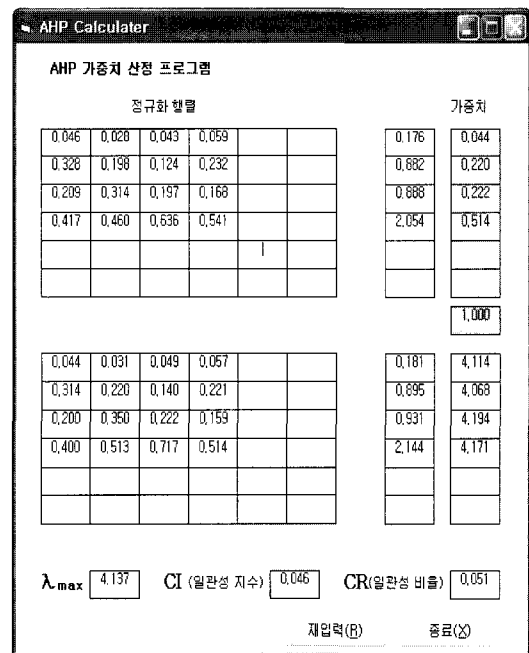 AHP Calculater
AHP 가중치 산정 프로그램
정규화 행렬 가중치
0,046 0,028 0,043 0,059 0,176 0,044
0,328 0,198 0,124 0,232 0,882 0,220
0,209 0,314 0,197 0,168 0,888 0,222
0,417 0,460 0,636 0,541 2,054 0,514
1,000
0,044 0,031 0,049 0,057 0,181 4,114
0,314 0,220 0,140 0,221 0,895 4,068
0,200 0,350 0,222 0,159 0,931 4,194
0,400 0,513 0,717 0,514 2,144 4,171
λmax 4,137 CI (일관성 지수) 0,046 CR(일관성 비율) 0,051
재입력(R) 종료(X)